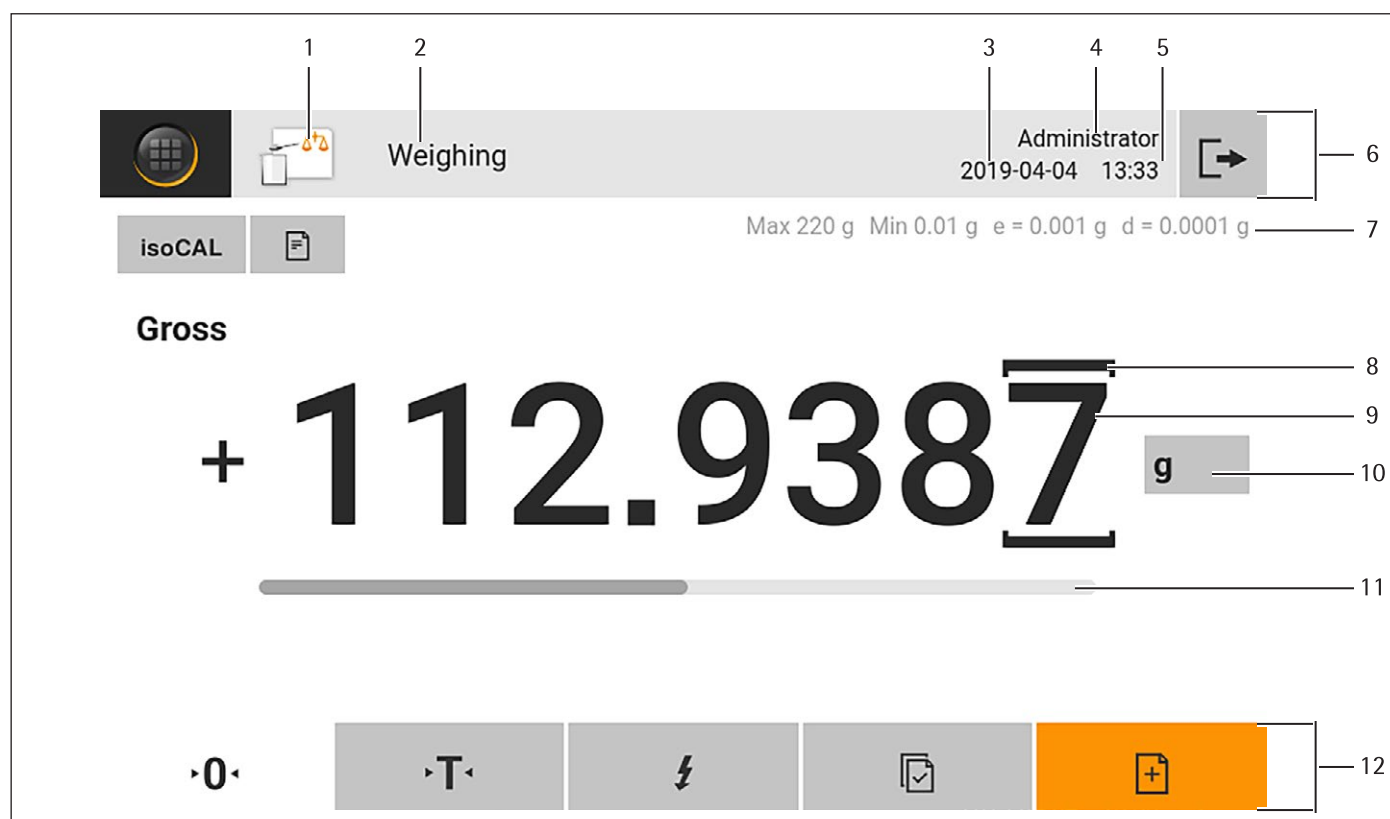 1 2 3 4 5
Weighing
Administrator
2019-04-04 13:33
6
isoCAL
Max 220 g Min 0.01 g e = 0.001 g d = 0.0001 g
7
Gross
8
+ 112.9387 g
9
10
11
0 T
12